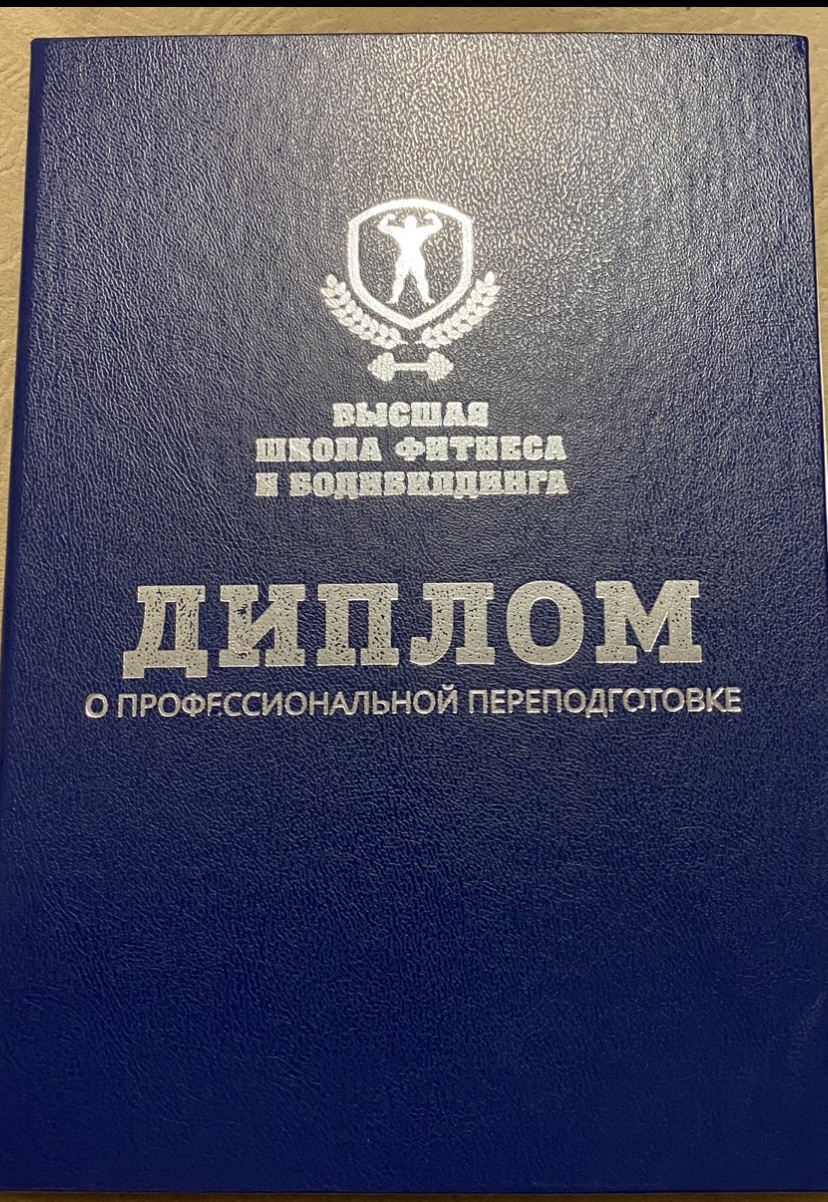 ВЫСШАЯ
ШКОЛА ФИТНЕСА
И БОДИБИЛДИНГА
ДИПЛОМ
О ПРОФЕССИОНАЛЬНОЙ ПЕРЕПОДГОТОВКЕ